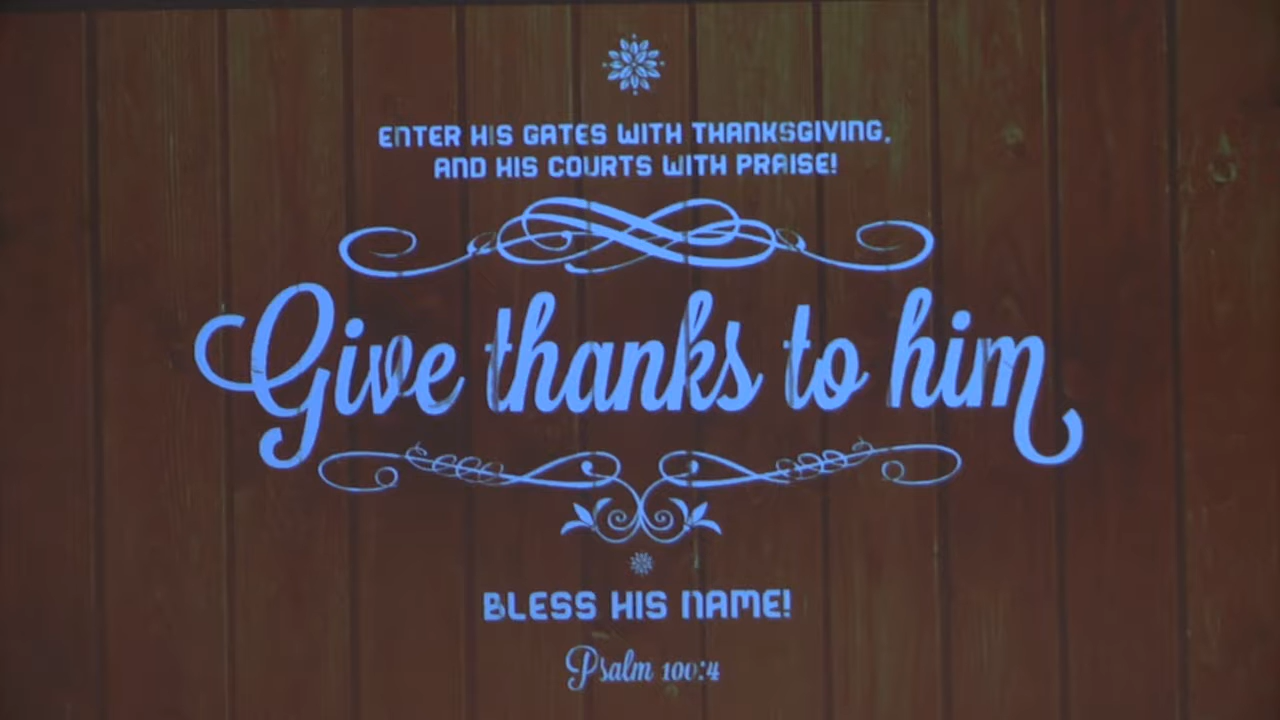 ENTER HIS GATES WITH THANKSGIVING,
AND HIS COURTS WITH PRAISE!
Give thanks to him
BLESS HIS NAME!
Psalm 100:4